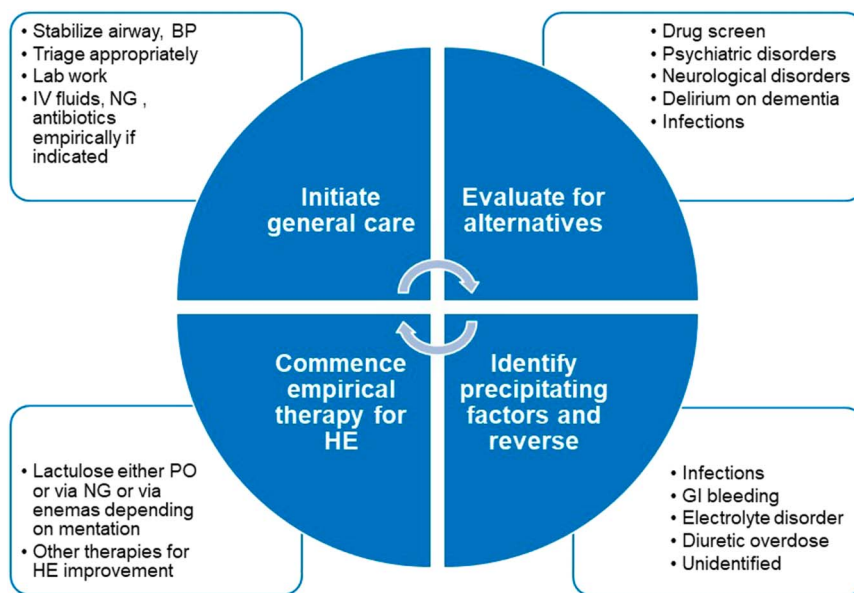 • Stabilize airway, BP
• Triage appropriately
• Lab work
• IV fluids, NG ,
antibiotics
empirically if
indicated
• Drug screen
• Psychiatric disorders
• Neurological disorders
• Delirium on dementia
• Infections
Initiate
general care
Evaluate for
alternatives
Commence
empirical
therapy for
HE
Identify
precipitating
factors and
reverse
• Lactulose either PO
or via NG or via
enemas depending
on mentation
• Other therapies for
HE improvement
• Infections
• GI bleeding
• Electrolyte disorder
• Diuretic overdose
• Unidentified